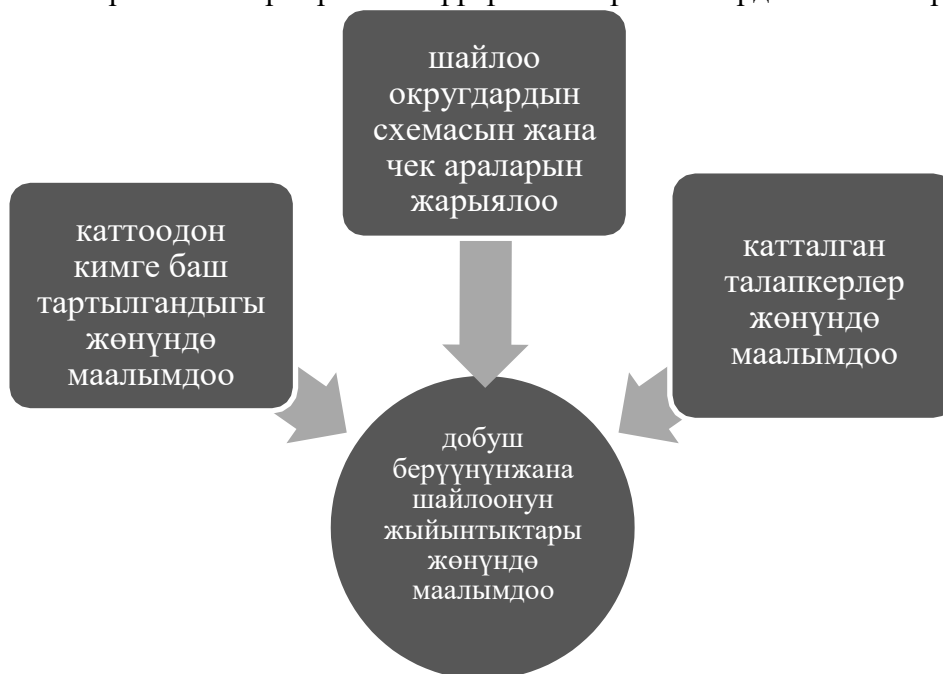 шайлоо
округдардын
схемасын жана
чек араларын
жарыялоо
каттоодон
кимге баш
тартылгандыгы
жөнүндө
маалымдоо
катталган
талапкерлер
жөнүндө
маалымдоо
добуш
берүүнүнжана
шайлоонун
жыйынтыктары
жөнүндө
маалымдоо